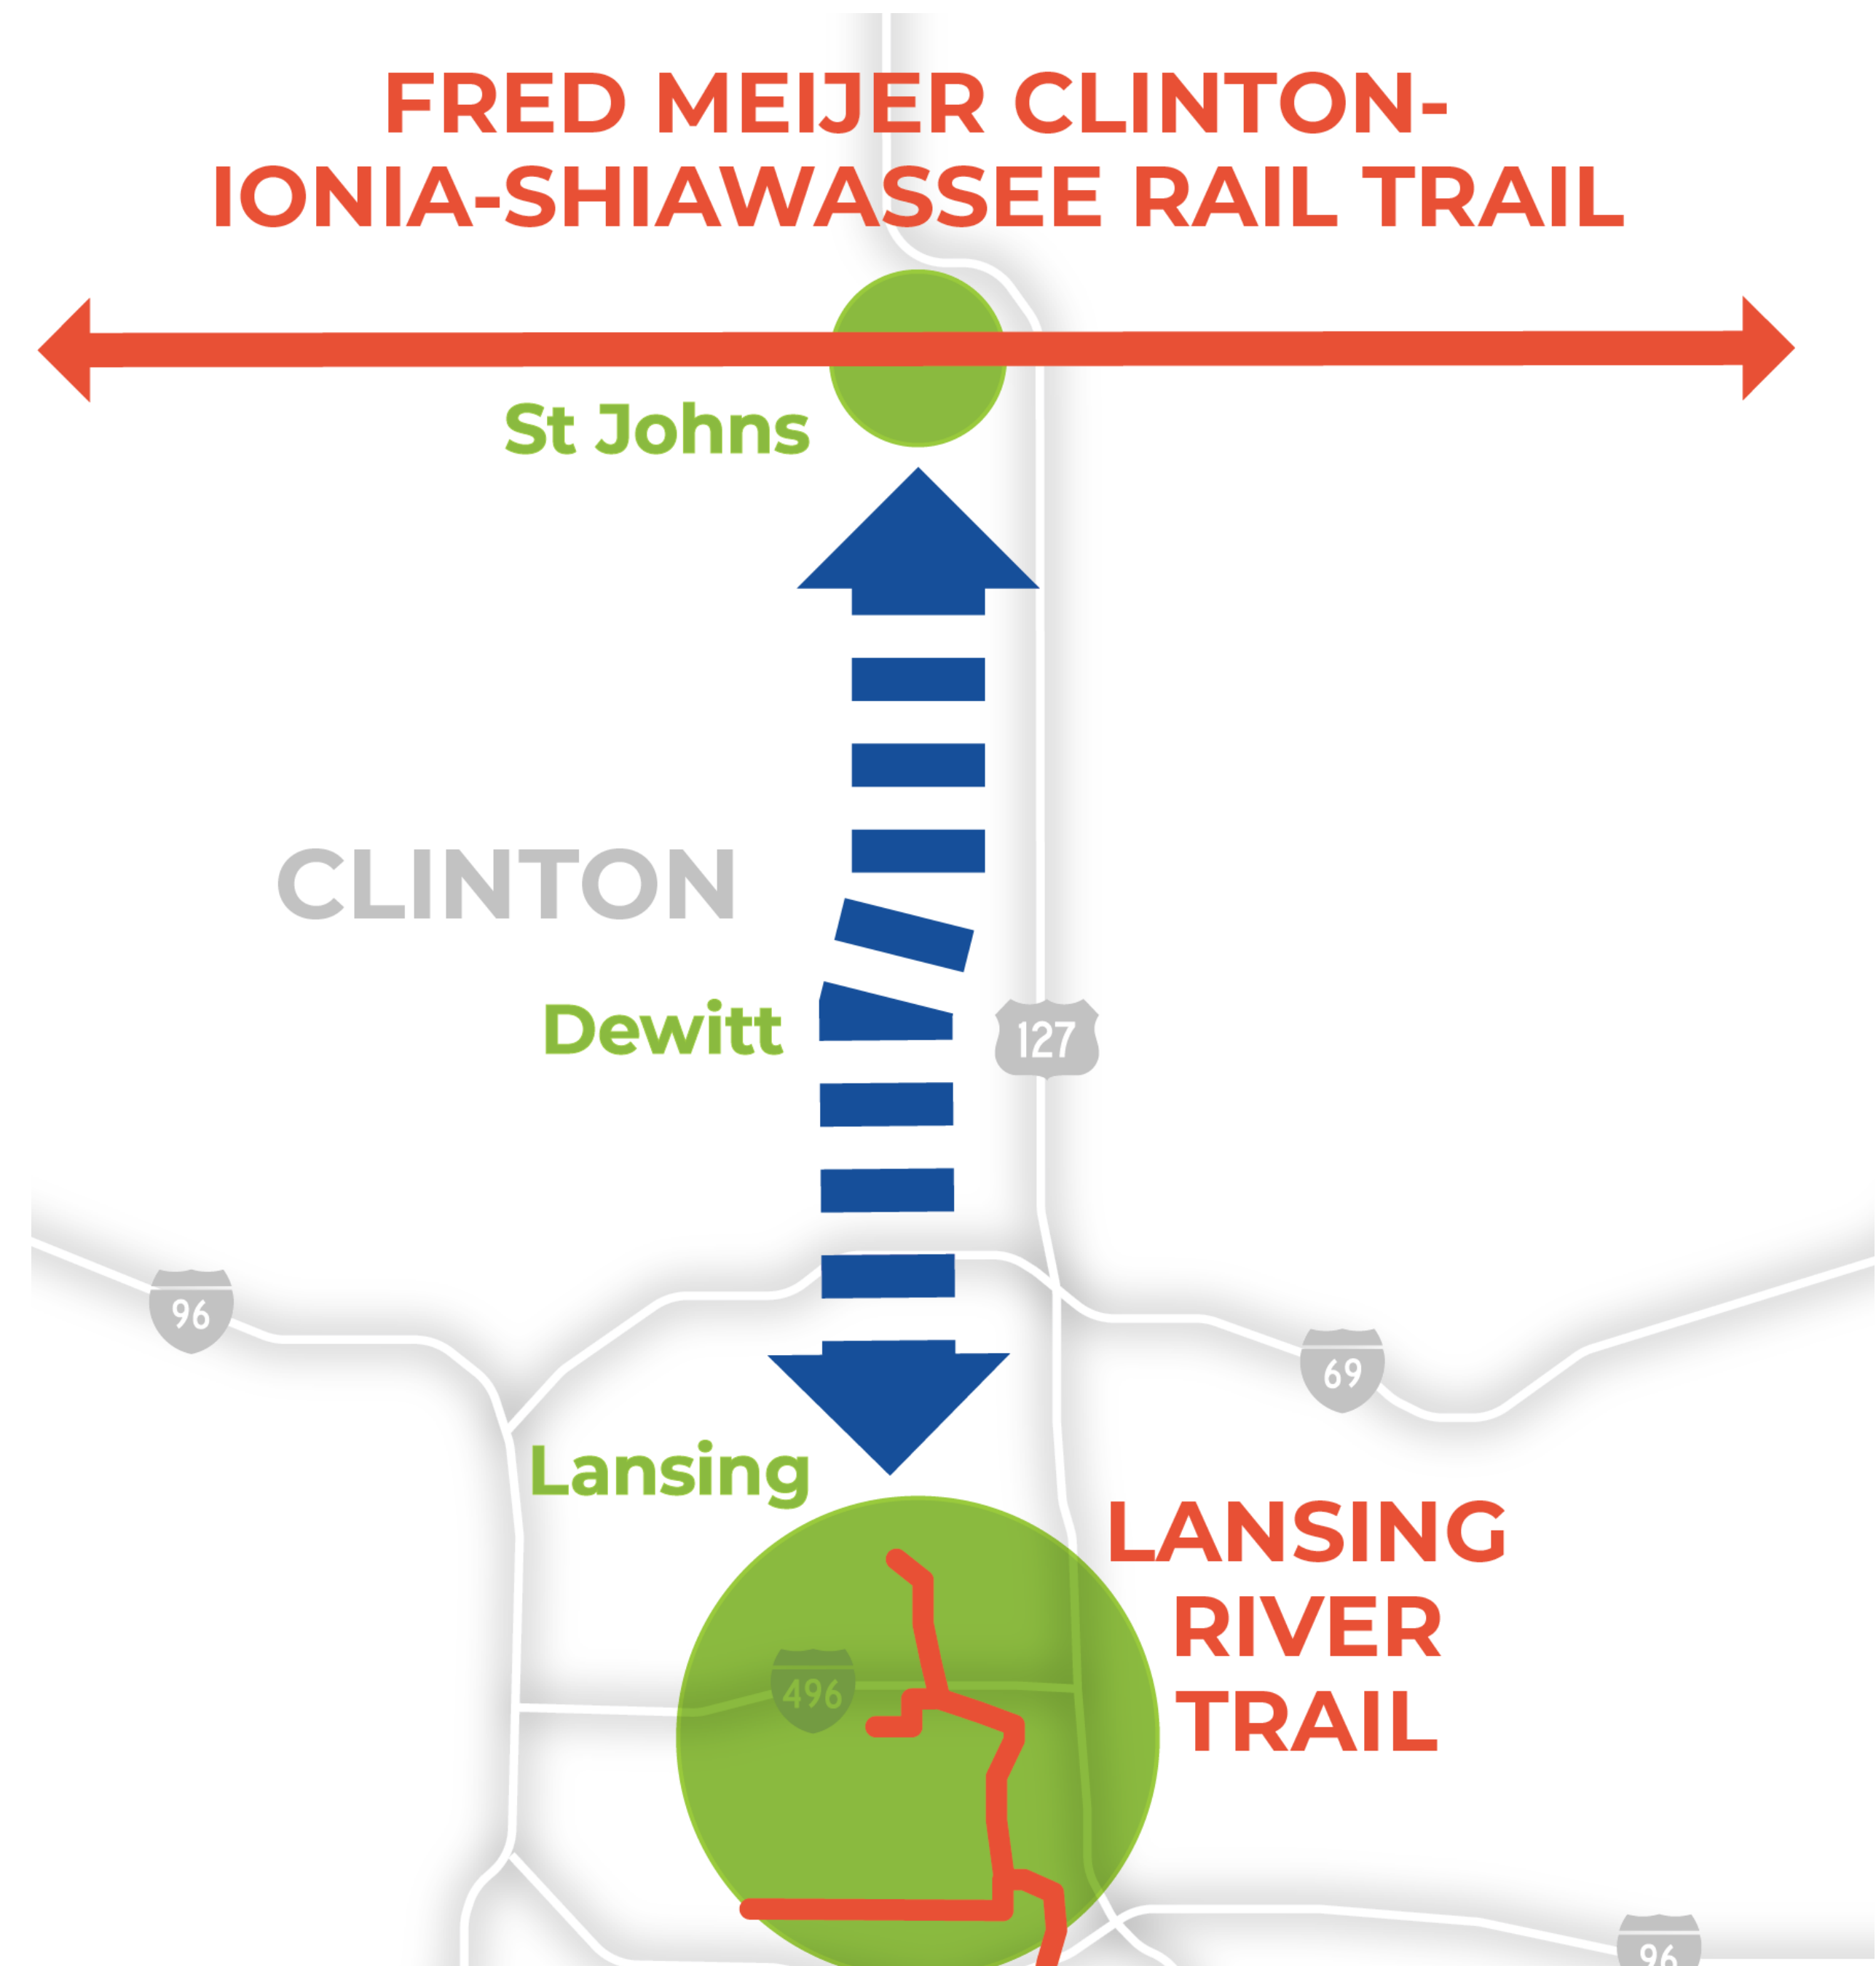 FRED MEIJER CLINTON-
IONIA-SHIAWASSEE RAIL TRAIL
St Johns
CLINTON
Dewitt
127
96
69
Lansing
LANSING
RIVER
TRAIL
496
96